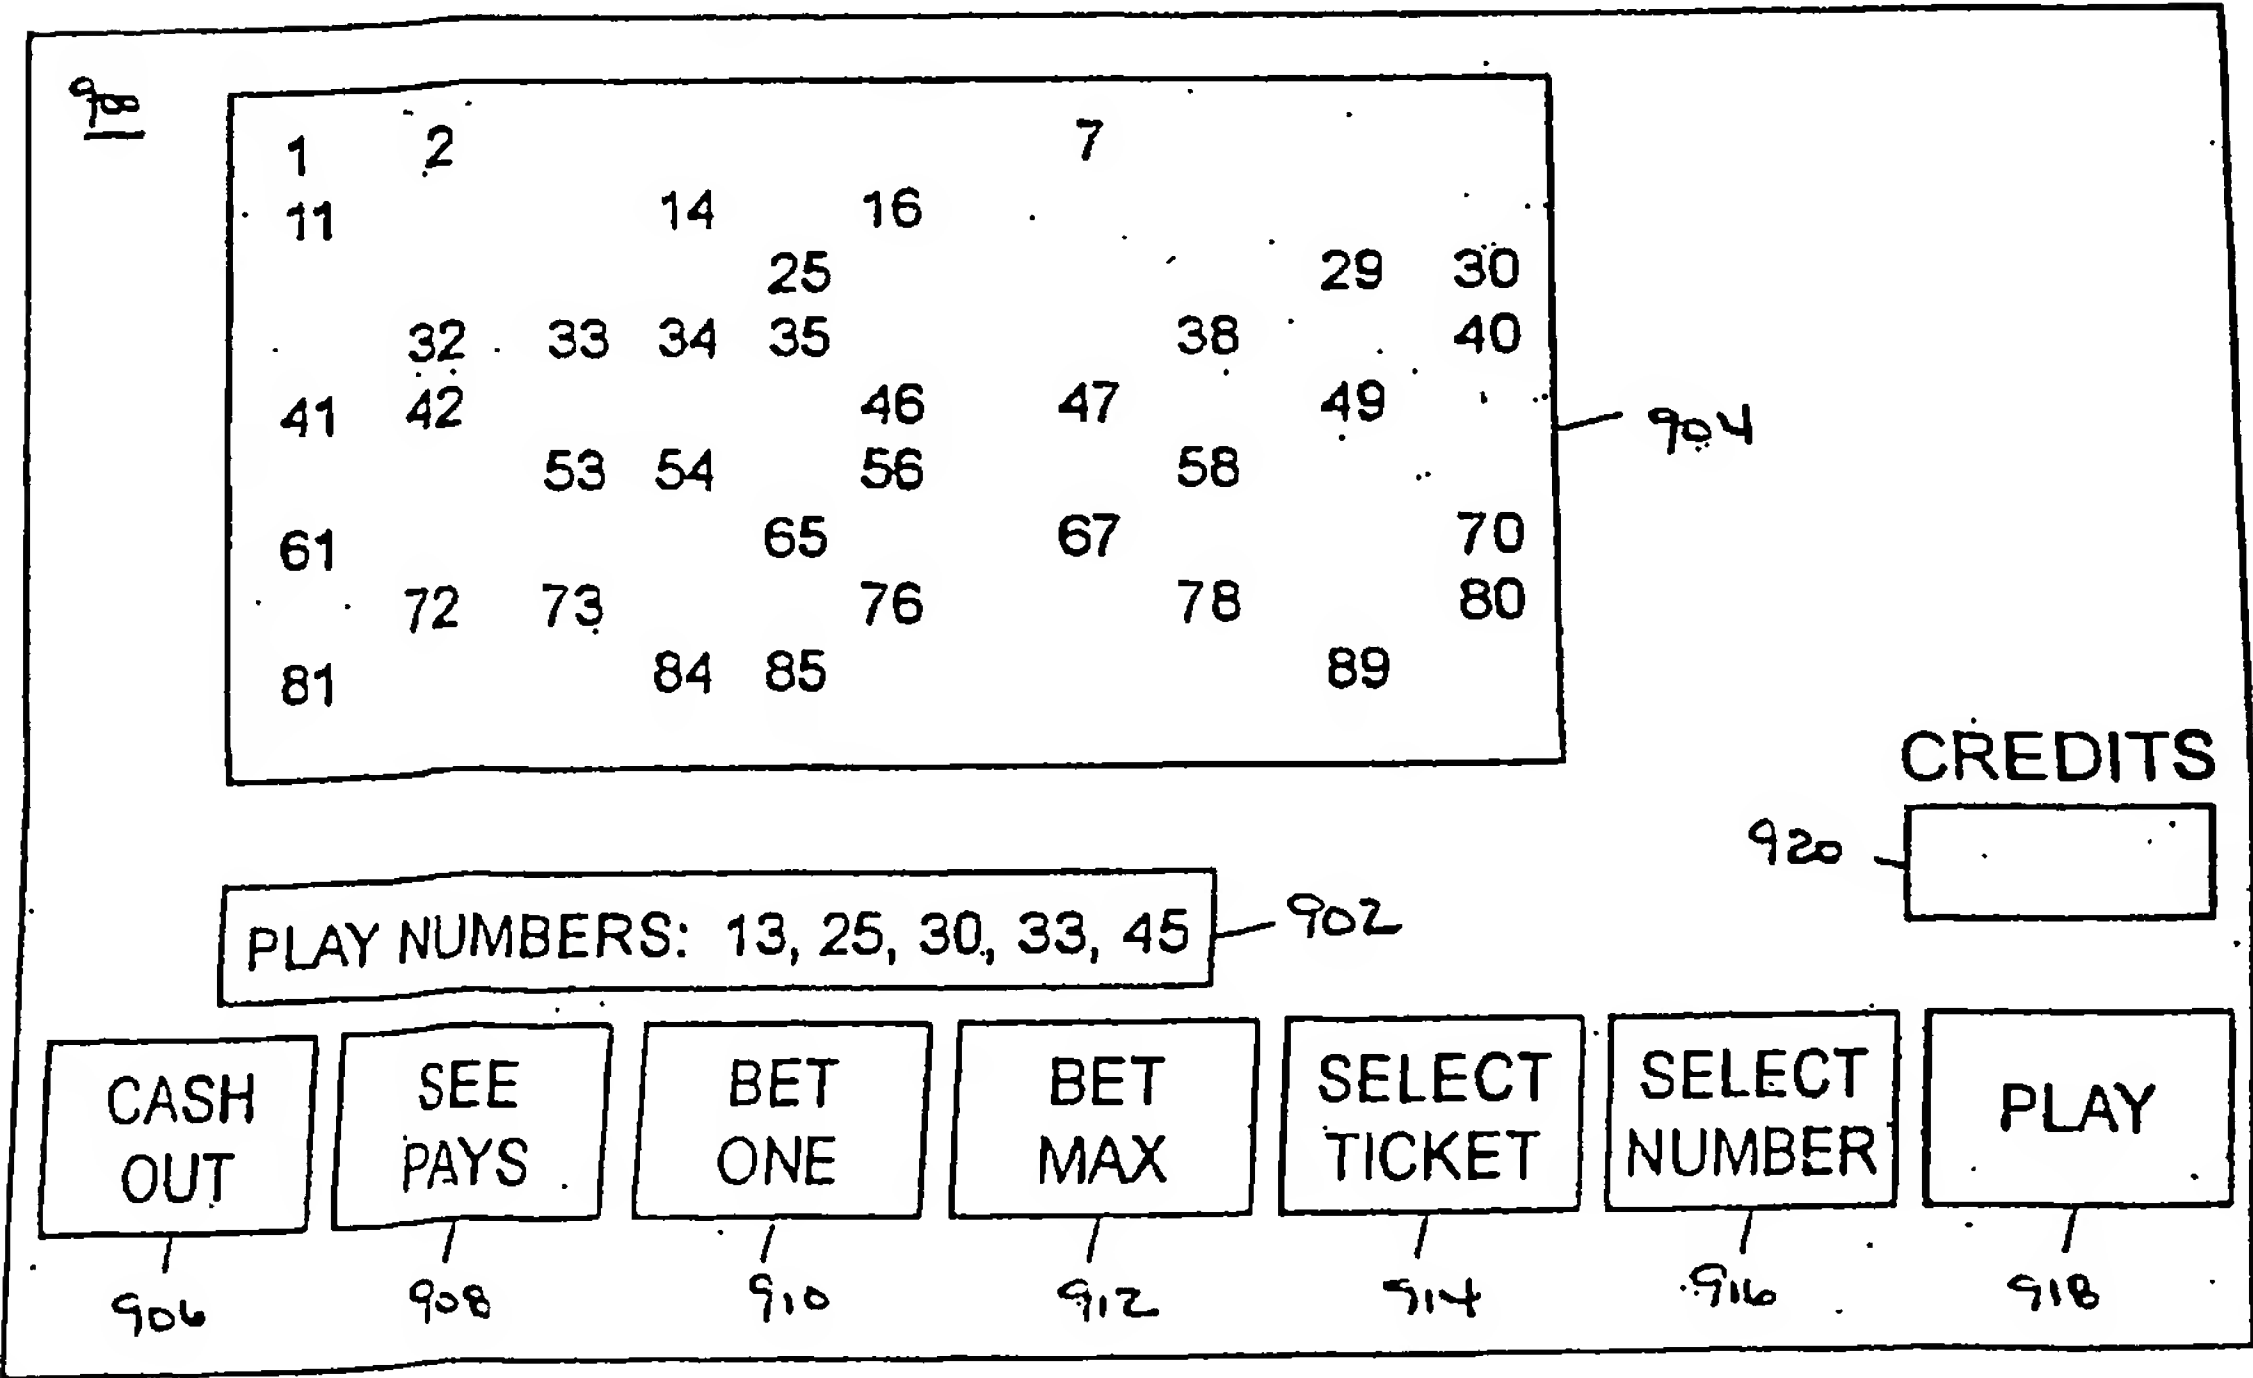 900
1 2 7
11 14 16
25 29 30
32 33 34 35 38 40
41 42 46 47 49
904
53 54 56 58
61 65 67 70
72 73 76 78 80
81 84 85 89
CREDITS
920
PLAY NUMBERS: 13, 25, 30, 33, 45
902
CASH OUT
SEE PAYS
BET ONE
BET MAX
SELECT TICKET
SELECT NUMBER
PLAY
906 908 910 912 914 916 918